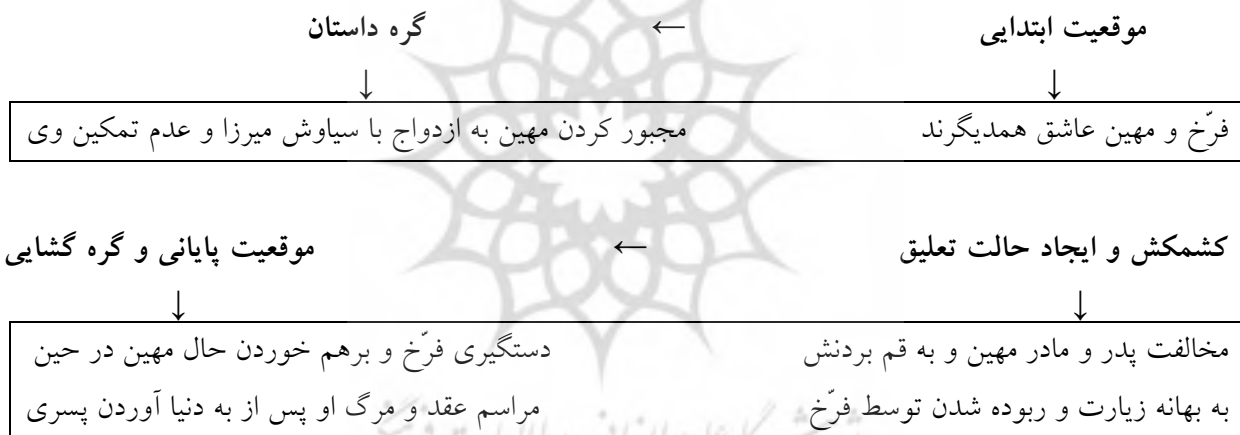 موقعیت ابتدایی ← گره داستان
↓ ↓
فرّخ و مهین عاشق همدیگرند مجبور کردن مهین به ازدواج با سیاوش میرزا و عدم تمکین وی
کشمکش و ایجاد حالت تعلیق ← موقعیت پایانی و گره گشایی
↓ ↓
مخالفت پدر و مادر مهین و به قم بردنش دستگیری فرّخ و برهم خوردن حال مهین در حین
به بهانه زیارت و ربوده شدن توسط فرّخ مراسم عقد و مرگ او پس از به دنیا آوردن پسری